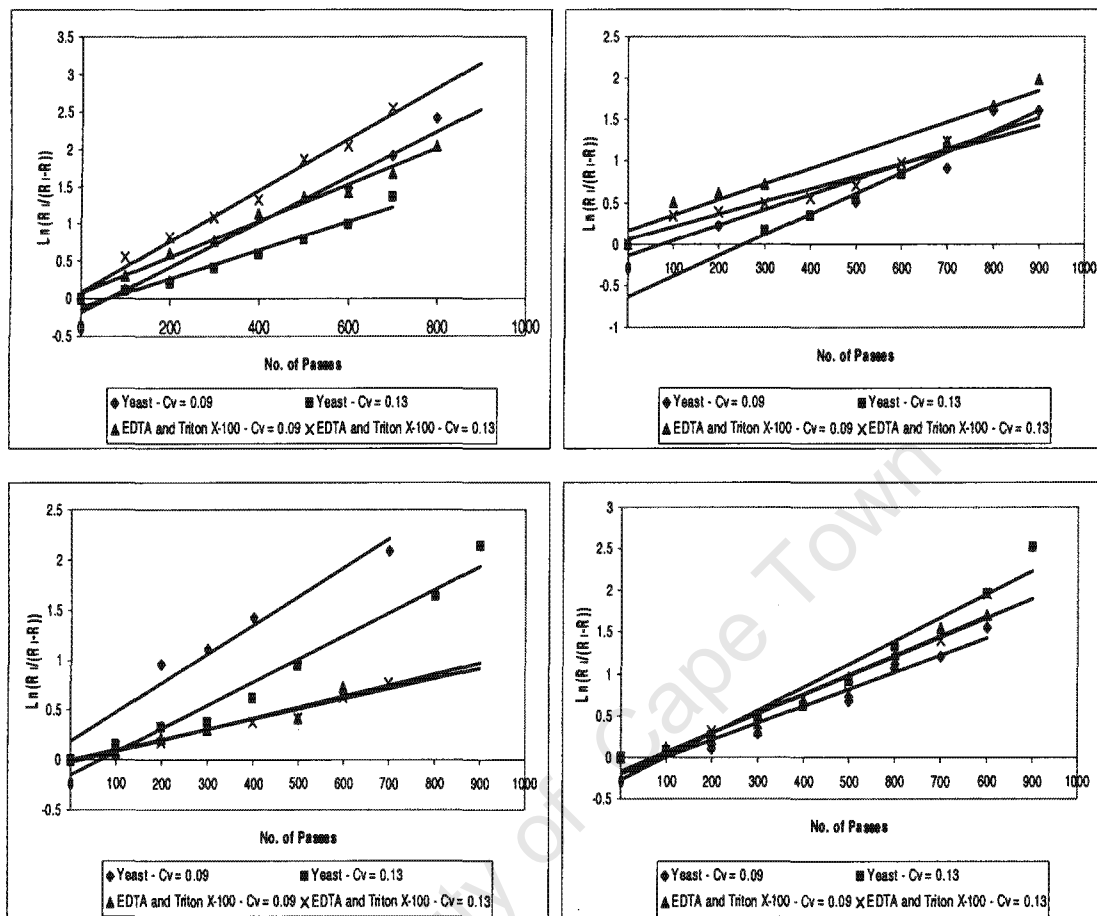 3.5
3
2.5
2
1.5
1
0.5
0
-0.5
Ln (R i/(R i-R))
0 200 400 600 800 1000
No. of Passes
◆ Yeast - Cv = 0.09 ■ Yeast - Cv = 0.13
▲ EDTA and Triton X-100 - Cv = 0.09 × EDTA and Triton X-100 - Cv = 0.13
2.5
2
1.5
1
0.5
0
-0.5
-1
Ln (R i/(R i-R))
0 100 200 300 400 500 600 700 800 900 1000
No. of Passes
◆ Yeast - Cv = 0.09 ■ Yeast - Cv = 0.13
▲ EDTA and Triton X-100 - Cv = 0.09 × EDTA and Triton X-100 - Cv = 0.13
2.5
2
1.5
1
0.5
0
-0.5
Ln (R i/(R i-R))
0 100 200 300 400 500 600 700 800 900 1000
No. of Passes
◆ Yeast - Cv = 0.09 ■ Yeast - Cv = 0.13
▲ EDTA and Triton X-100 - Cv = 0.09 × EDTA and Triton X-100 - Cv = 0.13
3
2.5
2
1.5
1
0.5
0
-0.5
Ln (R i/(R i-R))
0 100 200 300 400 500 600 700 800 900 1000
No. of Passes
◆ Yeast - Cv = 0.09 ■ Yeast - Cv = 0.13
▲ EDTA and Triton X-100 - Cv = 0.09 × EDTA and Triton X-100 - Cv = 0.13
ity of Cape Town